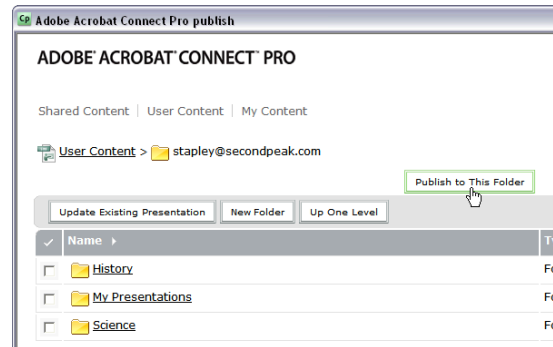 Cp Adobe Acrobat Connect Pro publish
ADOBE® ACROBAT® CONNECT™ PRO
Shared Content | User Content | My Content
User Content > stapley@secondpeak.com
Publish to This Folder
Update Existing Presentation New Folder Up One Level
Name
History
My Presentations
Science